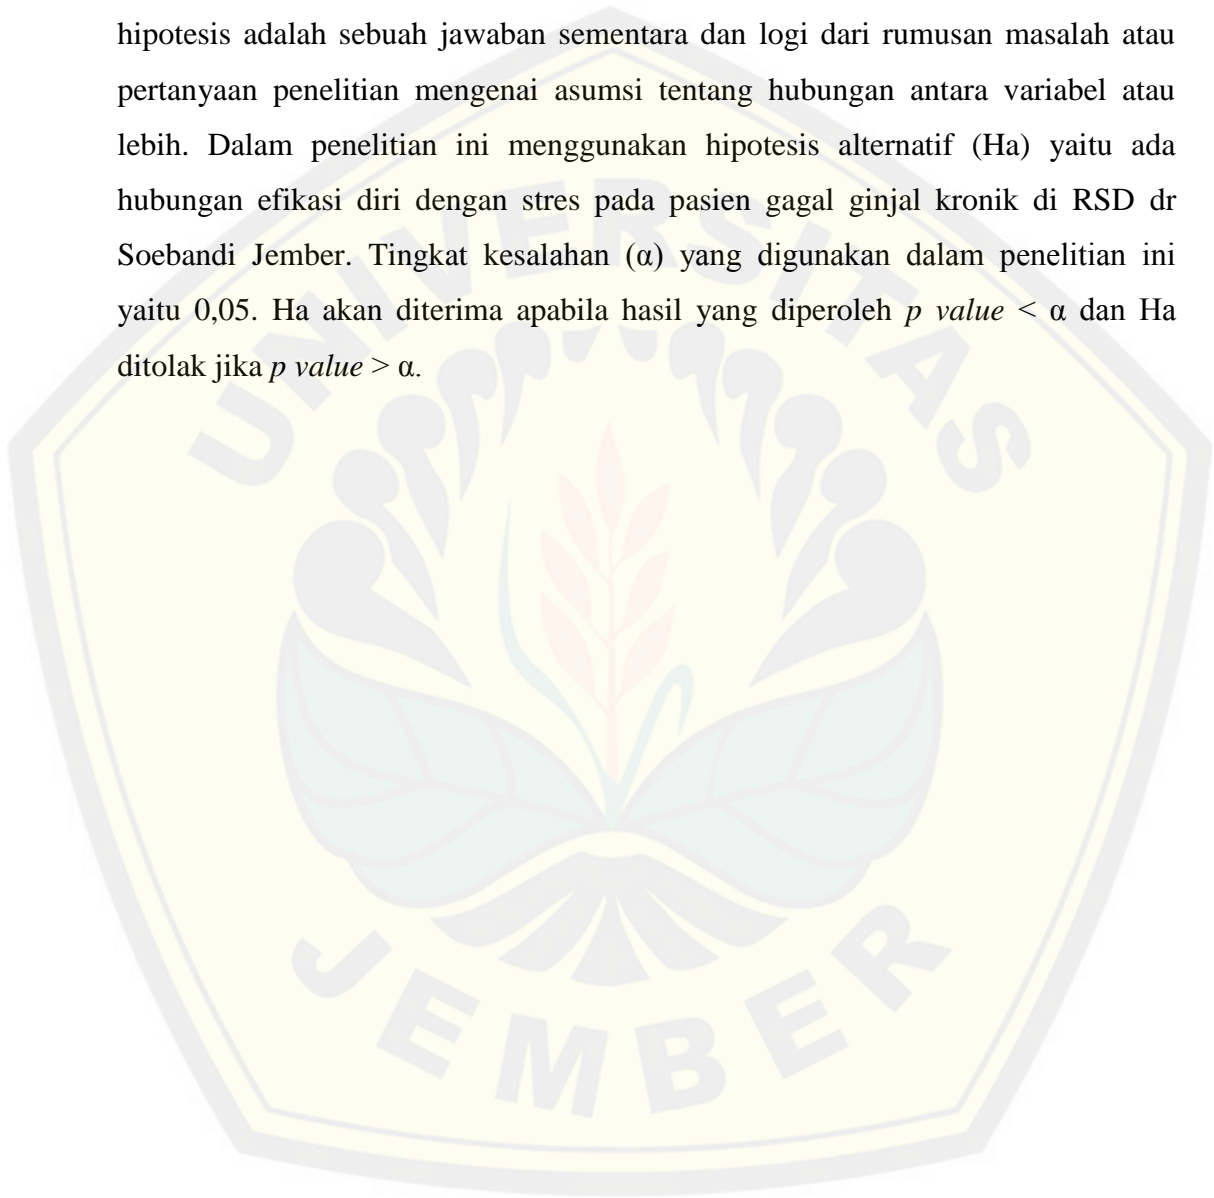 hipotesis adalah sebuah jawaban sementara dan logi dari rumusan masalah atau
pertanyaan penelitian mengenai asumsi tentang hubungan antara variabel atau
lebih. Dalam penelitian ini menggunakan hipotesis alternatif (Ha) yaitu ada
hubungan efikasi diri dengan stres pada pasien gagal ginjal kronik di RSD dr
Soebandi Jember. Tingkat kesalahan (α) yang digunakan dalam penelitian ini
yaitu 0,05. Ha akan diterima apabila hasil yang diperoleh p value < α dan Ha
ditolak jika p value > α.
UNIVERSITAS
JEMBER